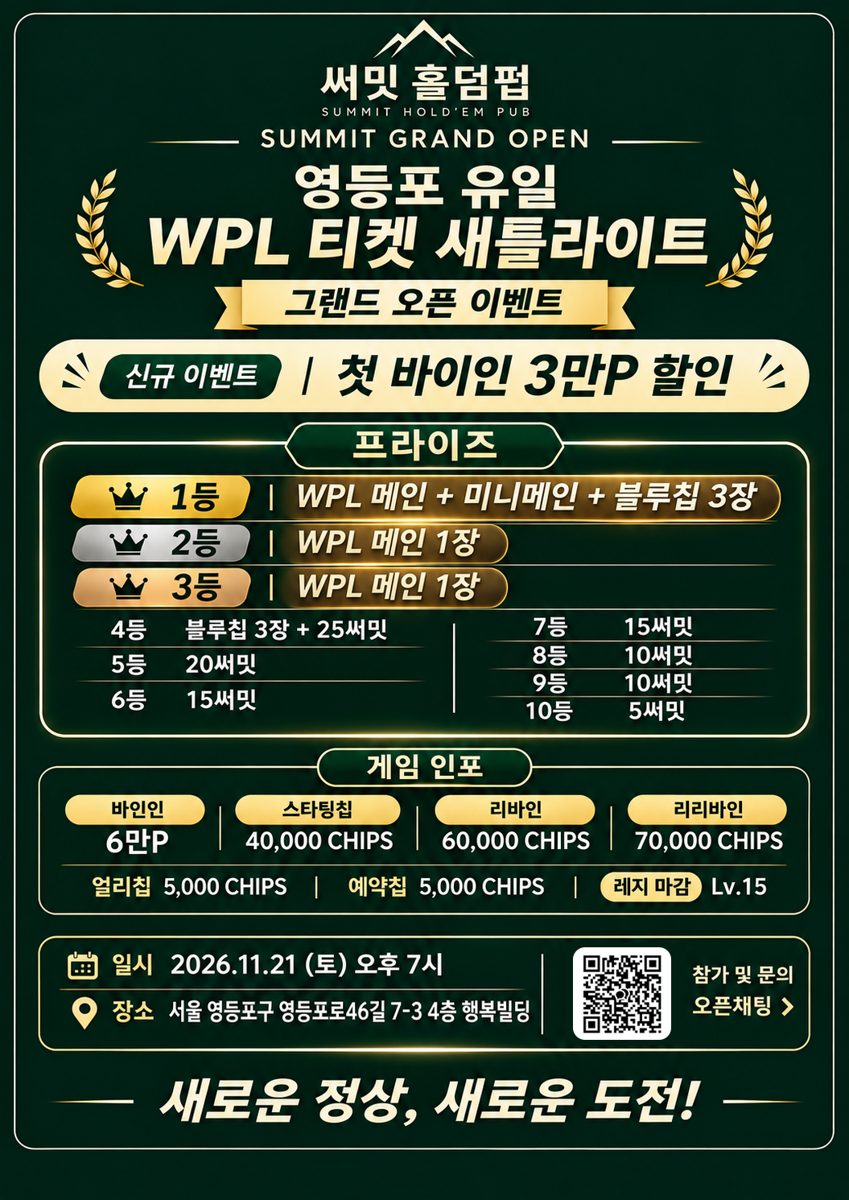 써밋 홀덤펍
SUMMIT HOLD'EM PUB
SUMMIT GRAND OPEN
영등포 유일
WPL 티켓 새틀라이트
그랜드 오픈 이벤트
신규 이벤트 | 첫 바이인 3만P 할인
프라이즈
1등 | WPL 메인 + 미니메인 + 블루칩 3장
2등 | WPL 메인 1장
3등 | WPL 메인 1장
4등 블루칩 3장 + 25써밋
5등 20써밋
6등 15써밋
7등 15써밋
8등 10써밋
9등 10써밋
10등 5써밋
게임 인포
바인인
6만P
스타팅칩
40,000 CHIPS
리바인
60,000 CHIPS
리리바인
70,000 CHIPS
얼리칩 5,000 CHIPS | 예약칩 5,000 CHIPS | 레지 마감 Lv.15
일시 2026.11.21 (토) 오후 7시
장소 서울 영등포구 영등포로46길 7-3 4층 행복빌딩
참가 및 문의
오픈채팅 >
새로운 정상, 새로운 도전!